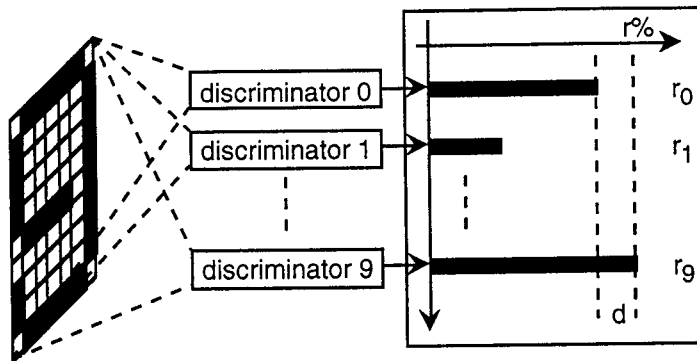 r%
discriminator 0
r0
discriminator 1
r1
discriminator 9
r9
d